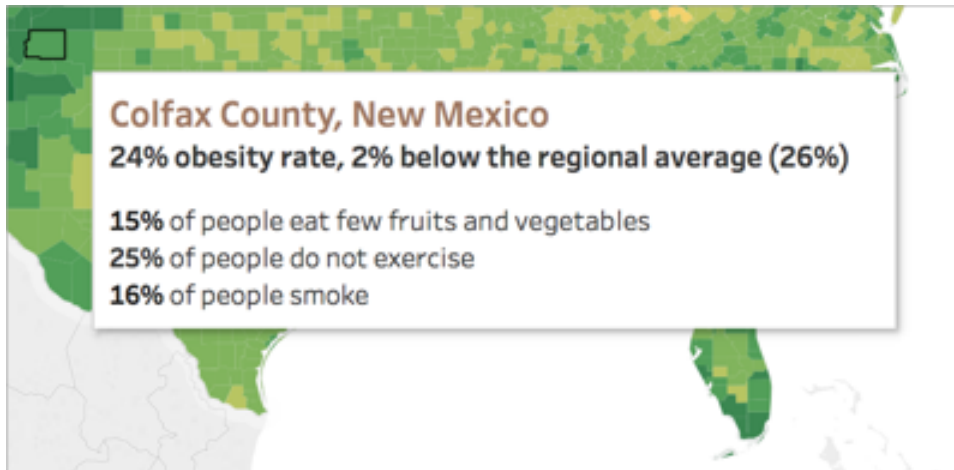 Colfax County, New Mexico
24% obesity rate, 2% below the regional average (26%)
15% of people eat few fruits and vegetables
25% of people do not exercise
16% of people smoke